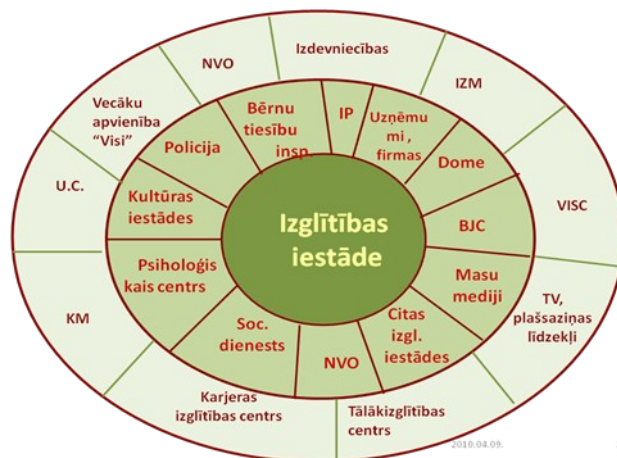 Izdevniecības
NVO
IZM
Vecāku
apvienība
"Visi"
Bērnu
tiesību
insp.
IP
Uzņēmu
mi ,
firmas
Policija
Dome
U.C.
Kultūras
iestādes
Izglītības
iestāde
BJC
VISC
Psiholoģis
kais centrs
Masu
mediji
KM
TV,
plašsaziņas
līdzekļi
Soc.
dienests
NVO
Citas
izgl.
iestādes
Karjeras
izglītības centrs
Tālākizglītības
centrs
2010.04.09.